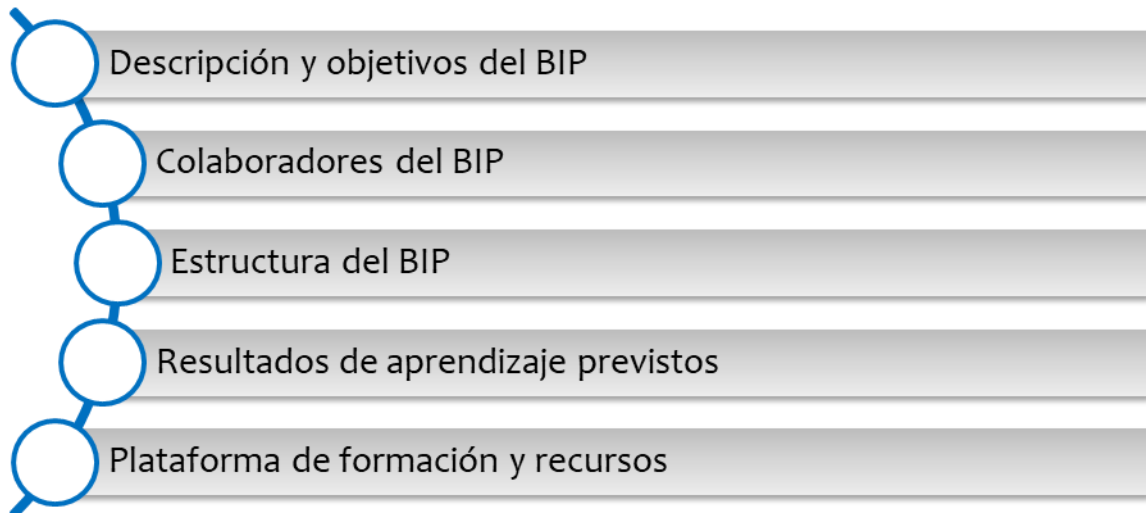 Descripción y objetivos del BIP
Colaboradores del BIP
Estructura del BIP
Resultados de aprendizaje previstos
Plataforma de formación y recursos